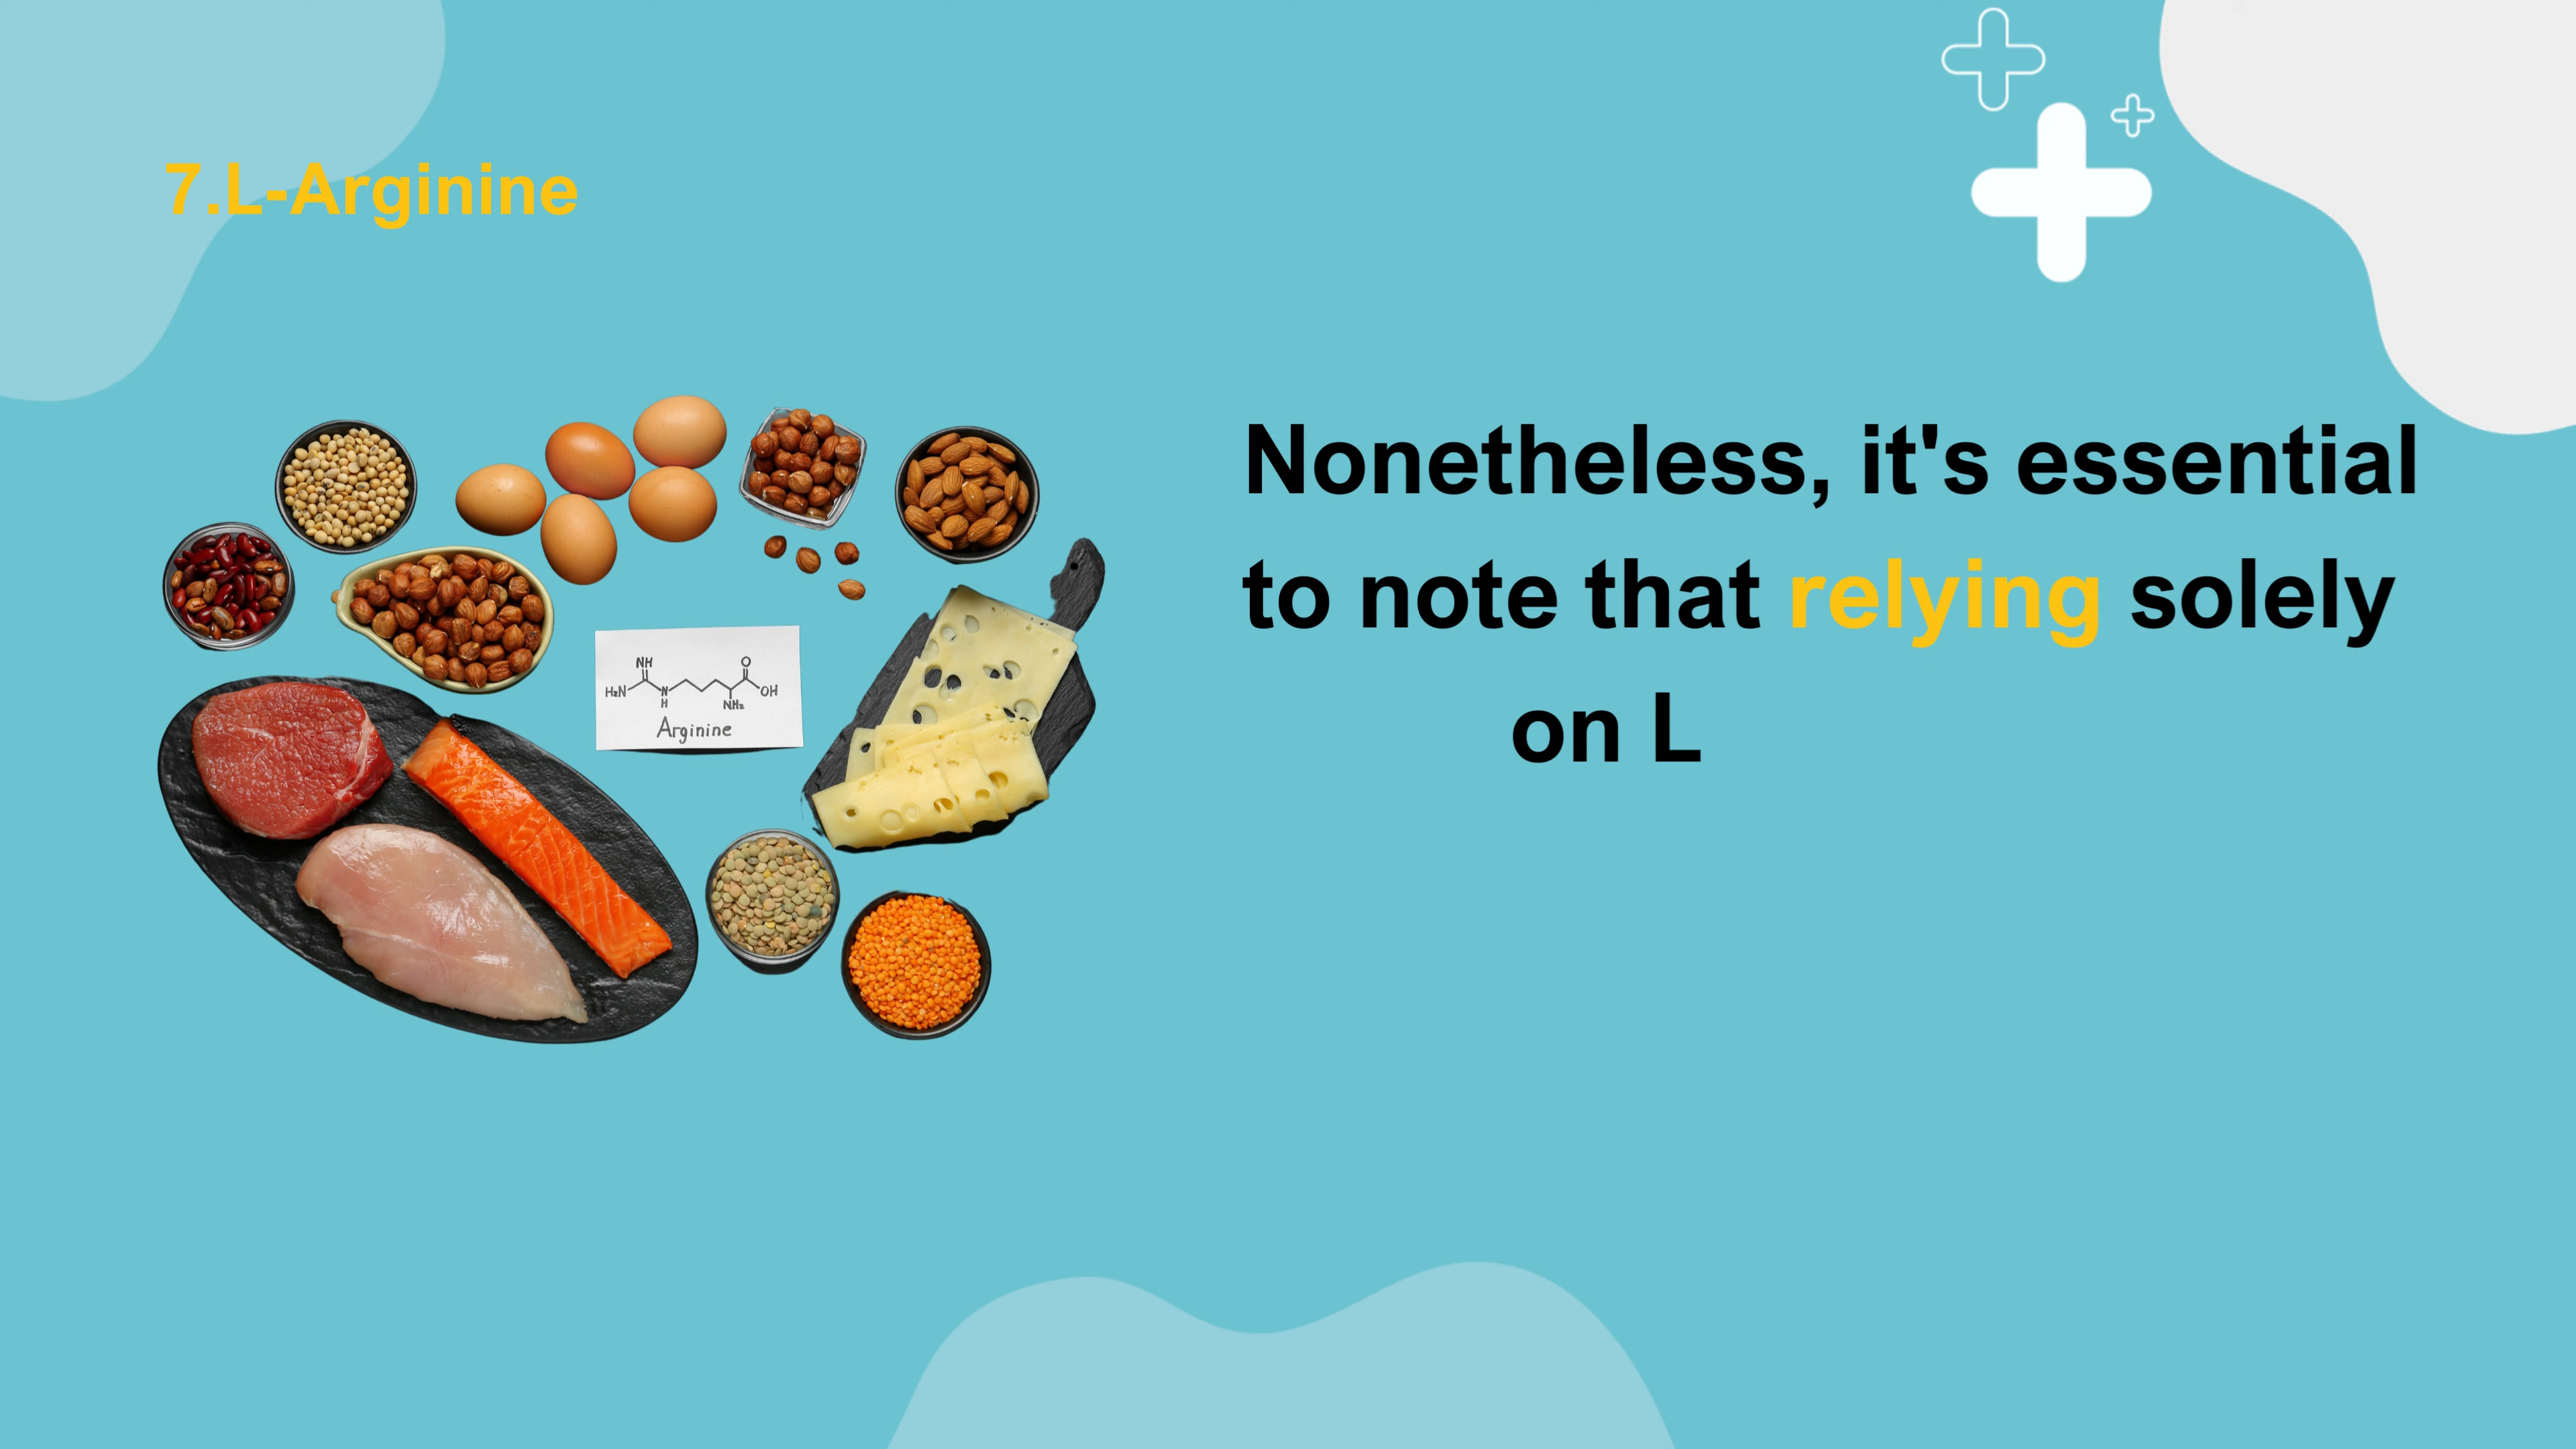 7.L-Arginine
Nonetheless, it's essential
to note that relying solely
on L
NH
H₂N
N
H
O
OH
NH₂
Arginine